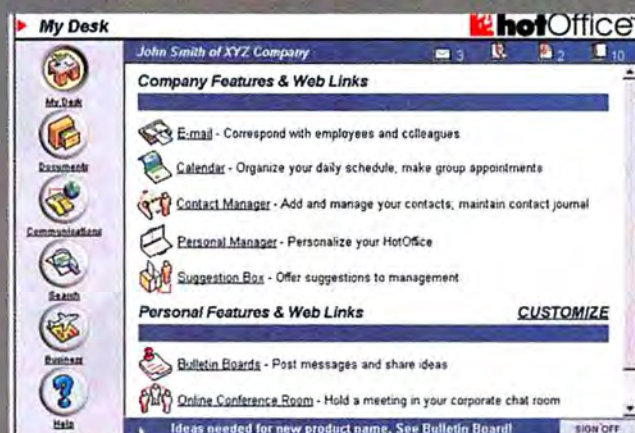 My Desk
hotOffice
John Smith of XYZ Company
3
2
10
Company Features & Web Links
My Desk
E-mail - Correspond with employees and colleagues
Documents
Calendar - Organize your daily schedule, make group appointments
Contact Manager - Add and manage your contacts; maintain contact journal
Communications
Personal Manager - Personalize your HotOffice
Suggestion Box - Offer suggestions to management
Search
Personal Features & Web Links
CUSTOMIZE
Business
Bulletin Boards - Post messages and share ideas
Online Conference Room - Hold a meeting in your corporate chat room
Help
Ideas needed for new product name. See Bulletin Board!
SIGN OFF